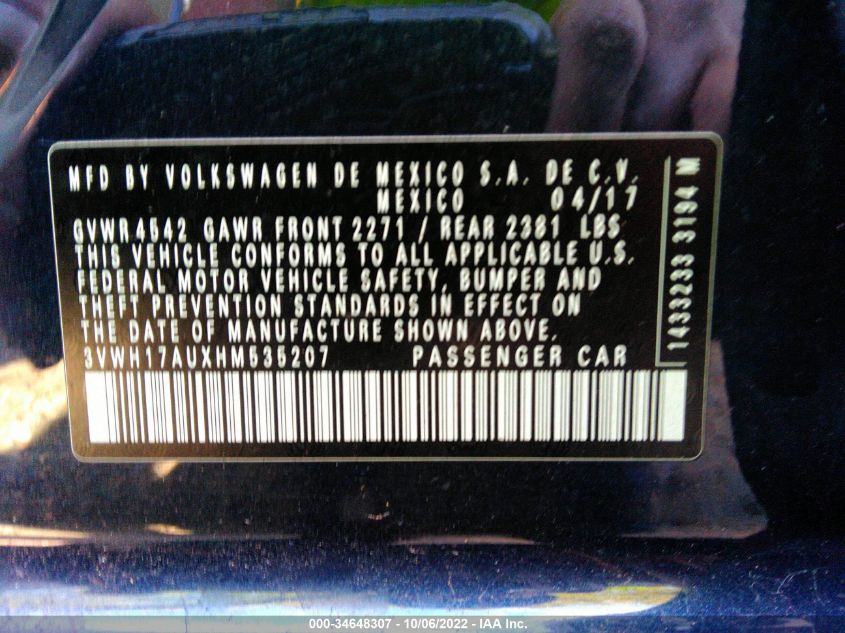 MFD BY VOLKSWAGEN DE MEXICO S.A. DE C.V.
MEXICO 04/17
GVWR 4542 GAWR FRONT 2271 / REAR 2381 LBS
THIS VEHICLE CONFORMS TO ALL APPLICABLE U.S.
FEDERAL MOTOR VEHICLE SAFETY, BUMPER AND
THEFT PREVENTION STANDARDS IN EFFECT ON
THE DATE OF MANUFACTURE SHOWN ABOVE.
3VWH17AUXHM535207 PASSENGER CAR
1433233 3194 M
000-34648307 - 10/06/2022 - IAA Inc.